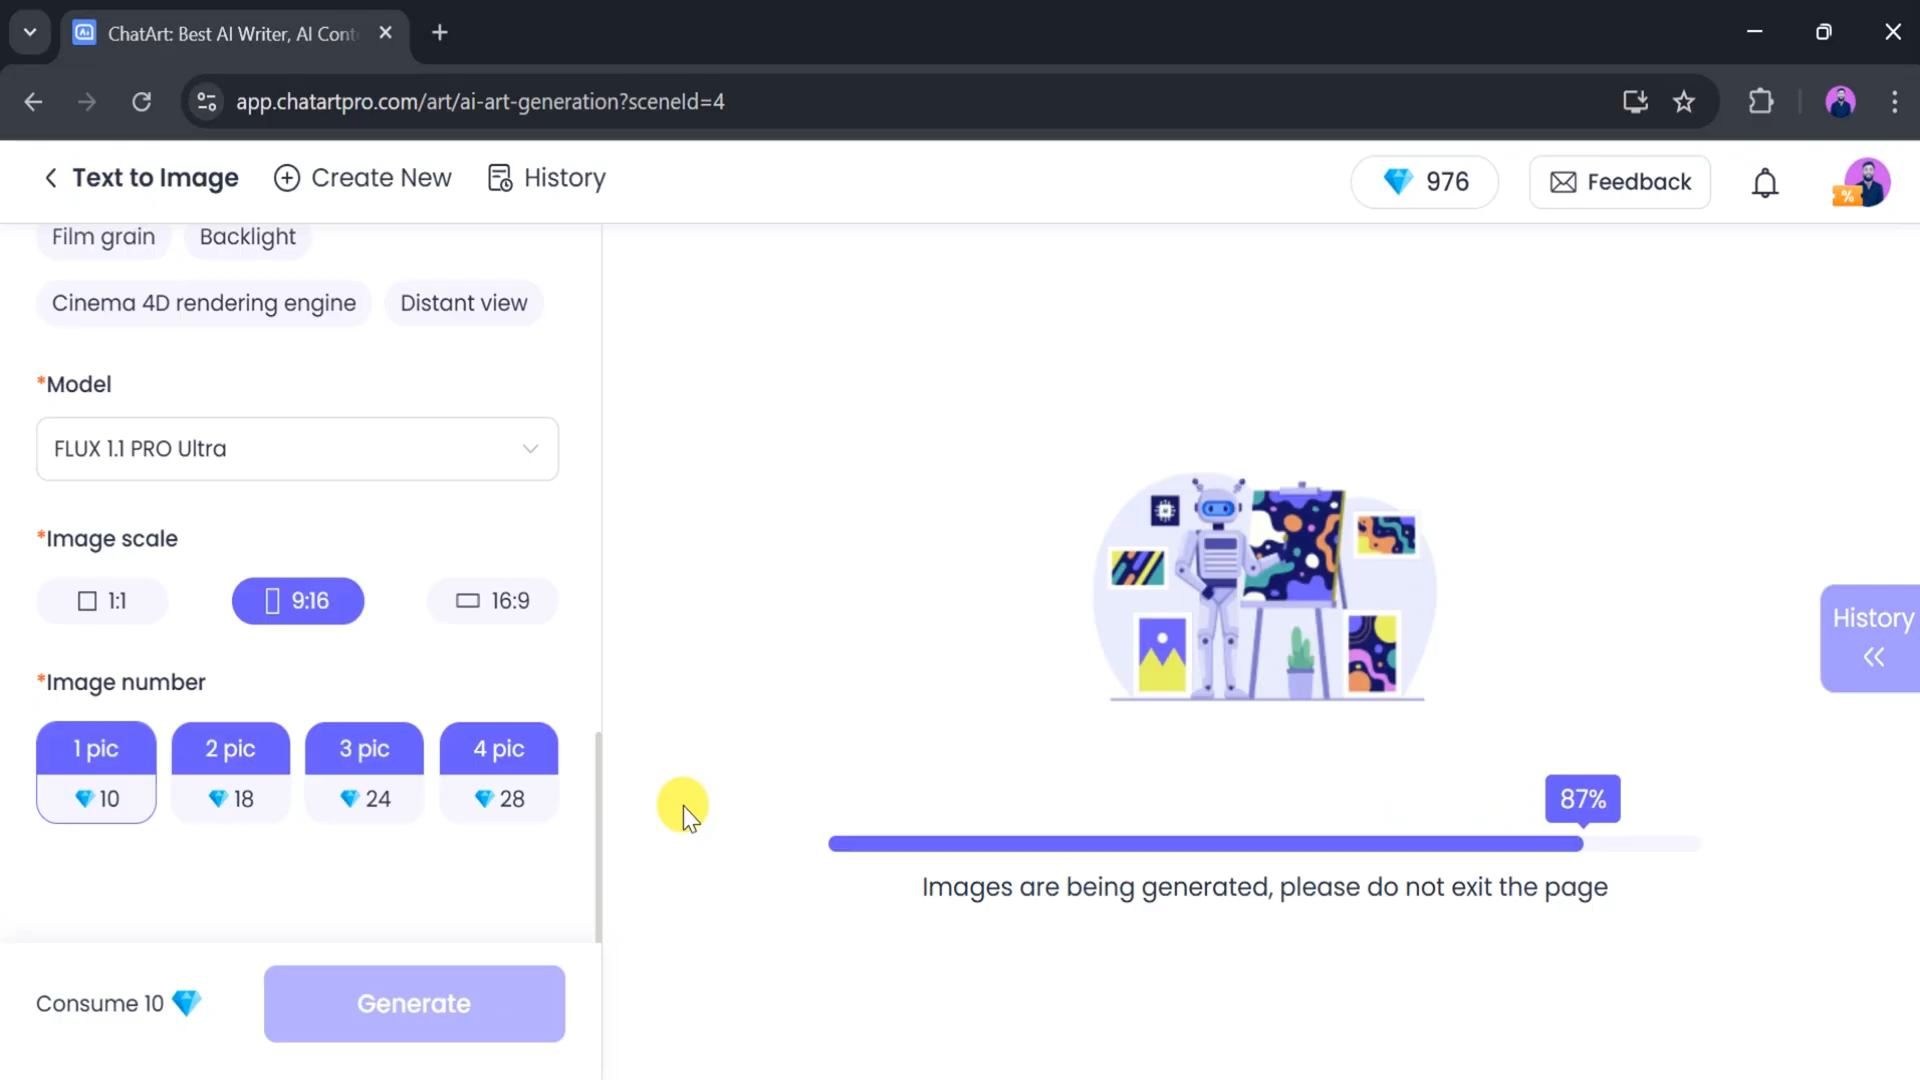 ChatArt: Best AI Writer, AI Cont
app.chatartpro.com/art/ai-art-generation?sceneId=4
Text to Image
Create New
History
976
Feedback
%
Film grain
Backlight
Cinema 4D rendering engine
Distant view
*Model
FLUX 1.1 PRO Ultra
*Image scale
1:1
9:16
16:9
*Image number
1 pic
2 pic
3 pic
4 pic
10
18
24
28
History
87%
Images are being generated, please do not exit the page
Consume 10
Generate